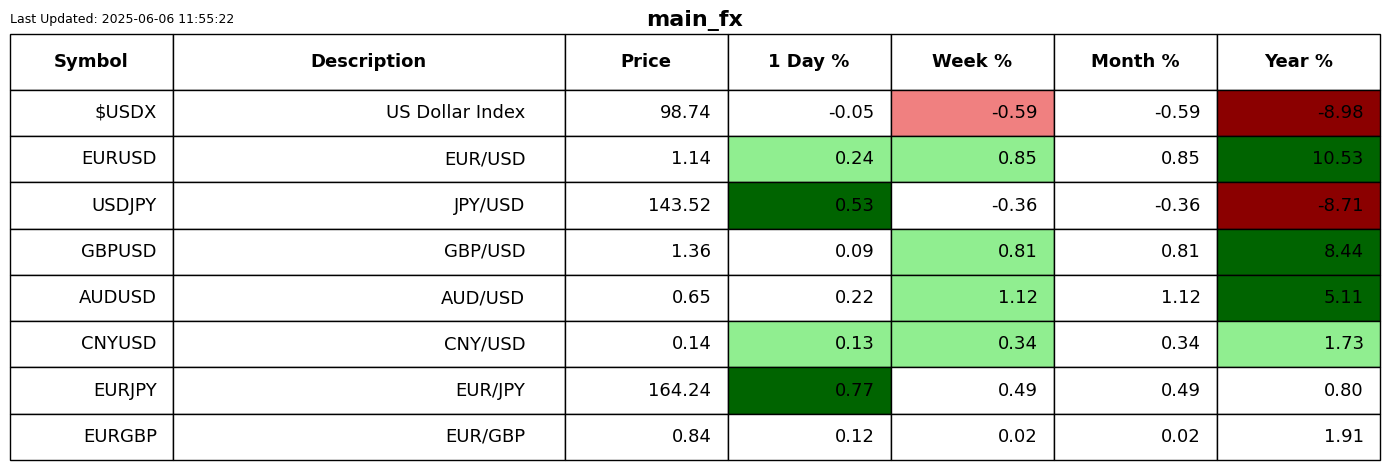 Last Updated: 2025-06-06 11:55:22
main_fx
Symbol Description Price 1 Day % Week % Month % Year %
$USDX US Dollar Index 98.74 -0.05 -0.59 -0.59 -8.98
EURUSD EUR/USD 1.14 0.24 0.85 0.85 10.53
USDJPY JPY/USD 143.52 0.53 -0.36 -0.36 -8.71
GBPUSD GBP/USD 1.36 0.09 0.81 0.81 8.44
AUDUSD AUD/USD 0.65 0.22 1.12 1.12 5.11
CNYUSD CNY/USD 0.14 0.13 0.34 0.34 1.73
EURJPY EUR/JPY 164.24 0.77 0.49 0.49 0.80
EURGBP EUR/GBP 0.84 0.12 0.02 0.02 1.91